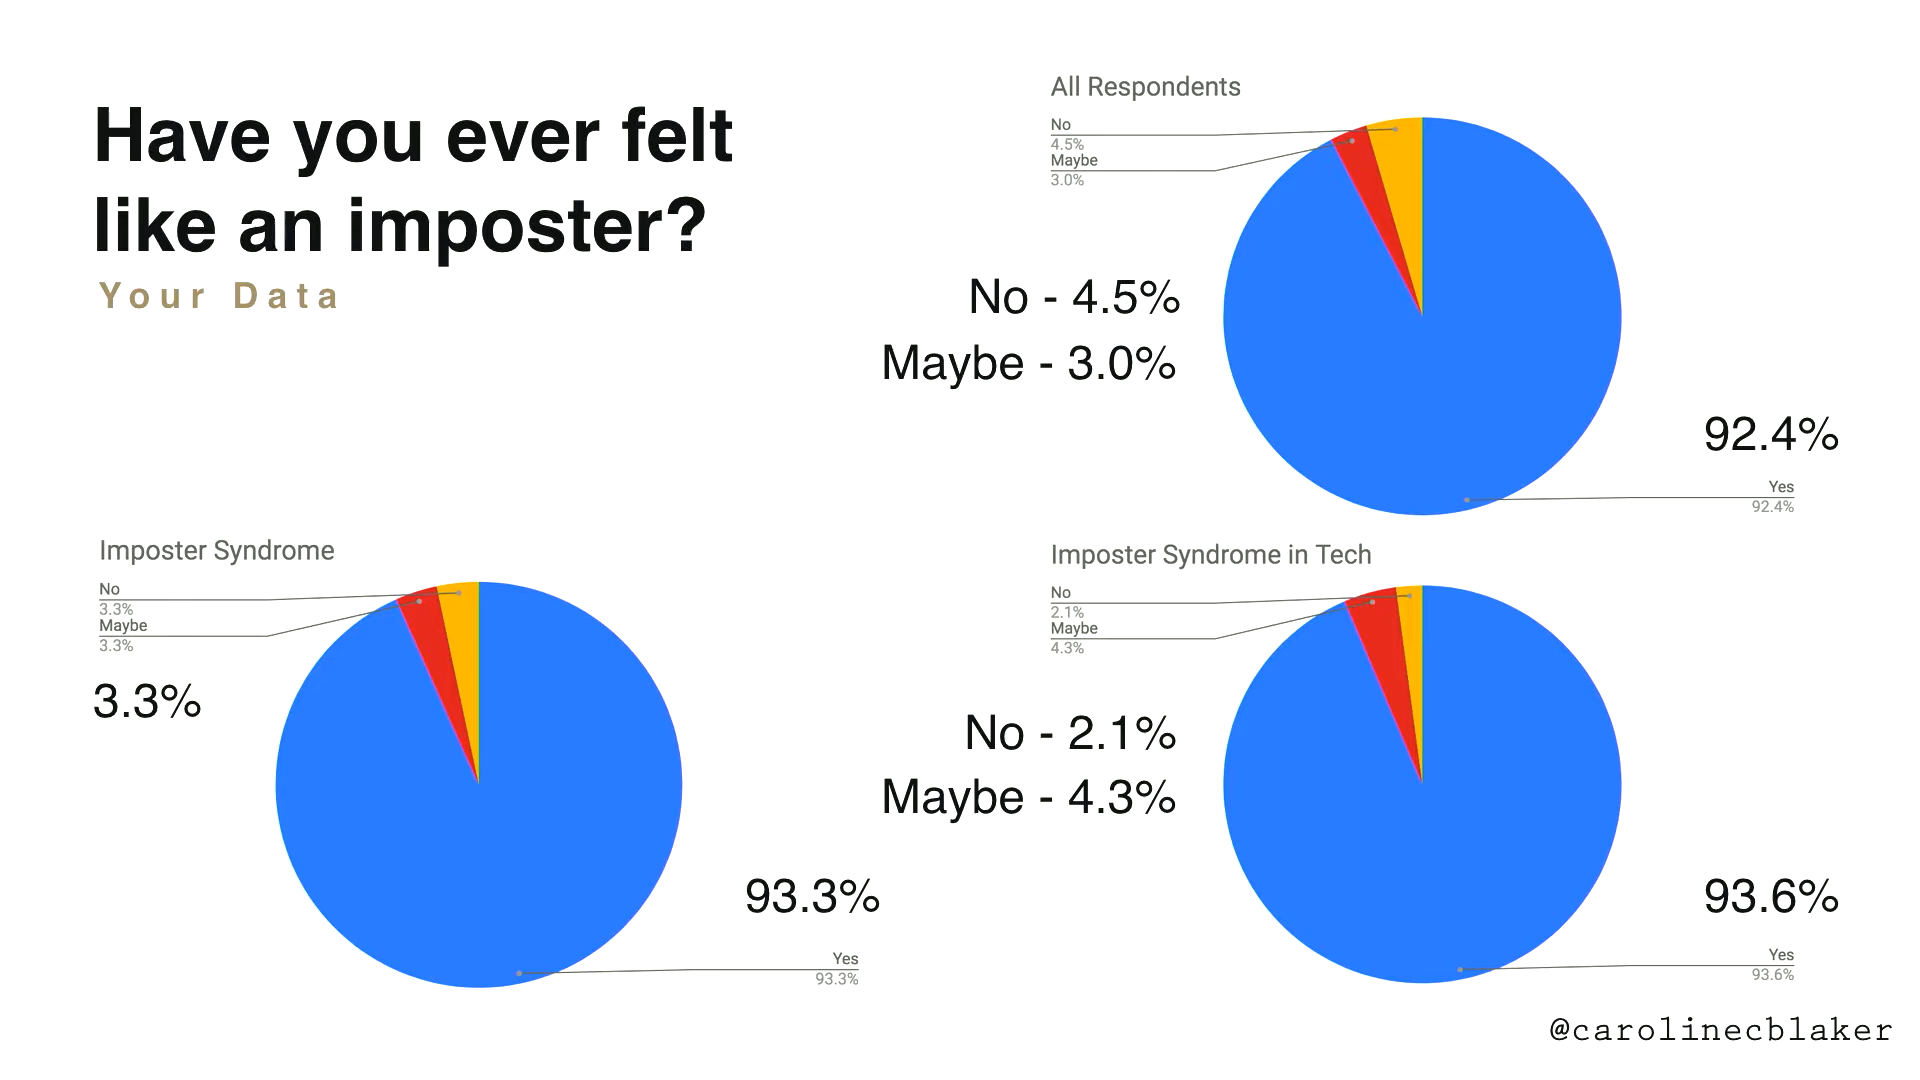 Have you ever felt
like an imposter?
Your Data
All Respondents
No
4.5%
Maybe
3.0%
No - 4.5%
Maybe - 3.0%
92.4%
Yes
92.4%
Imposter Syndrome
No
3.3%
Maybe
3.3%
3.3%
93.3%
Yes
93.3%
Imposter Syndrome in Tech
No
2.1%
Maybe
4.3%
No - 2.1%
Maybe - 4.3%
93.6%
Yes
93.6%
@carolinecblaker